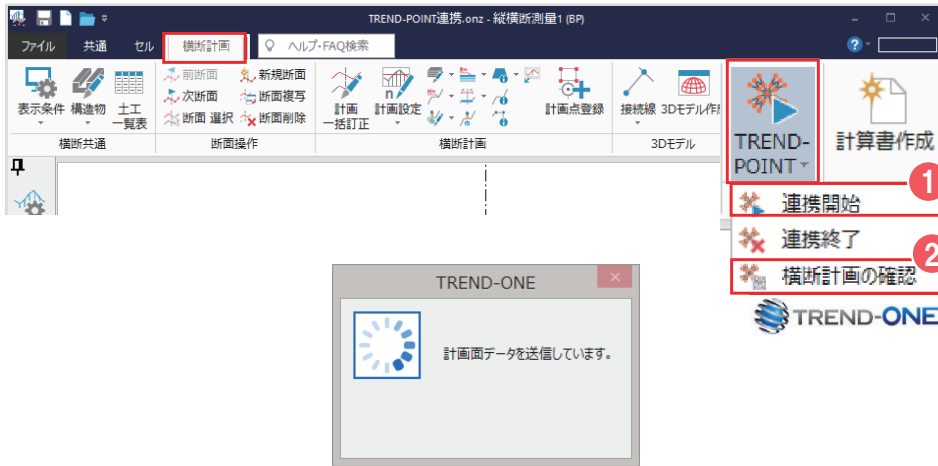 TREND-POINT連携.onz - 縦横断測量1 (BP)
ファイル 共通 セル 横断計画 ヘルプ・FAQ検索
表示条件 構造物 土工一覧表
前断面 新規断面
次断面 断面複写
断面 選択 断面削除
計画一括訂正 計画設定 計画点登録
接続線 3Dモデル作成
横断共通 断面操作 横断計画 3Dモデル
TREND-POINT
計算書作成
1
連携開始
連携終了
2
横断計画の確認
TREND-ONE
TREND-ONE
計画面データを送信しています。